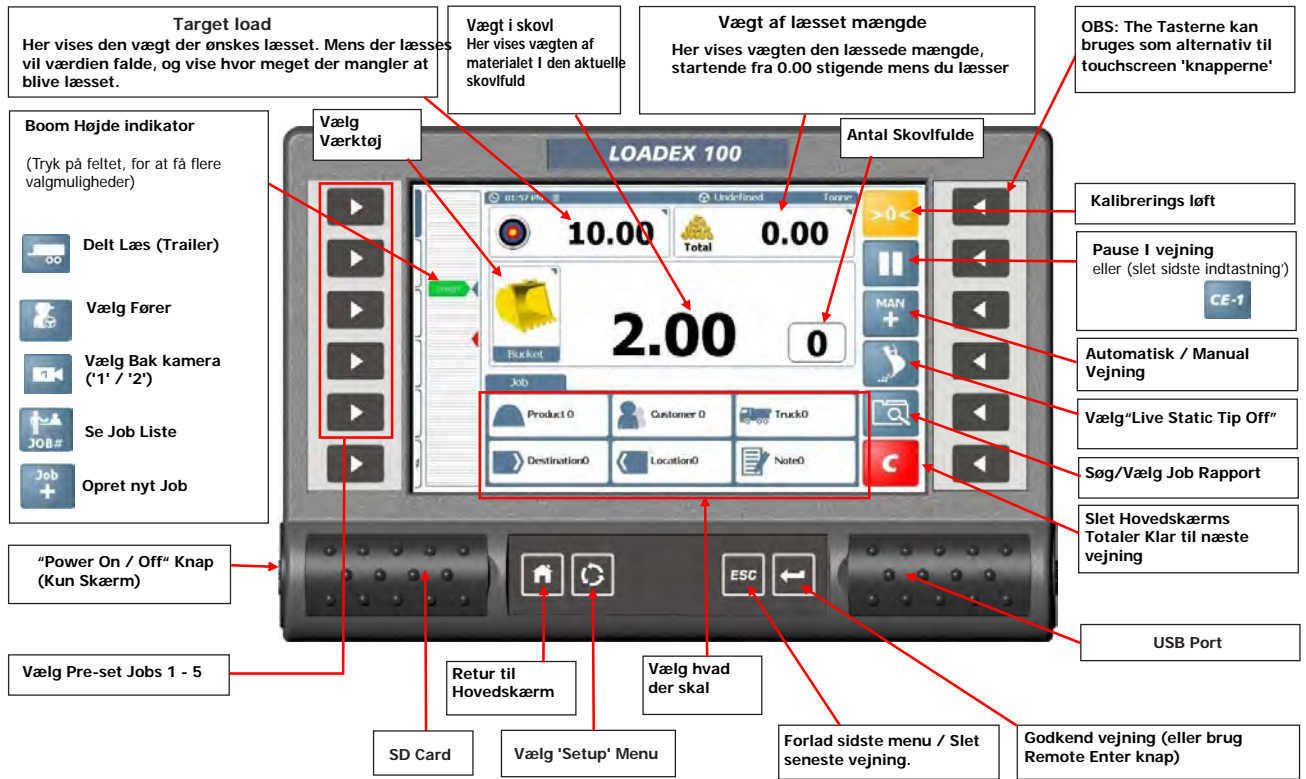 Target load
Her vises den vægt der ønskes læsset. Mens der læsses
vil værdien falde, og vise hvor meget der mangler at
blive læsset.
Vægt i skovl
Her vises vægten af
materialet I den aktuelle
skovlfuld
Vægt af læsset mængde
Her vises vægten den læssede mængde,
startende fra 0.00 stigende mens du læsser
OBS: The Tasterne kan
bruges som alternativ til
touchscreen 'knapperne'
Boom Højde indikator
(Tryk på feltet, for at få flere
valgmuligheder)
Delt Læs (Trailer)
Vælg Fører
1
Vælg Bak kamera
('1' / '2')
JOB#
Se Job Liste
Job
+
Opret nyt Job
Vælg
Værktøj
Antal Skovlfulde
LOADEX 100
01:57 PM
Undefined
Tonne
10.00
Total
0.00
Bucket
2.00
0
Job
Product 0
Customer 0
Truck0
Destination0
Location0
Note0
>0<
MAN
+
C
Kalibrerings løft
Pause I vejning
eller (slet sidste indtastning')
CE-1
Automatisk / Manual
Vejning
Vælg"Live Static Tip Off"
Søg/Vælg Job Rapport
Slet Hovedskærms
Totaler Klar til næste
vejning
"Power On / Off" Knap
(Kun Skærm)
ESC
USB Port
Vælg Pre-set Jobs 1 - 5
Retur til
Hovedskærm
Vælg hvad
der skal
SD Card
Vælg 'Setup' Menu
Forlad sidste menu / Slet
seneste vejning.
Godkend vejning (eller brug
Remote Enter knap)